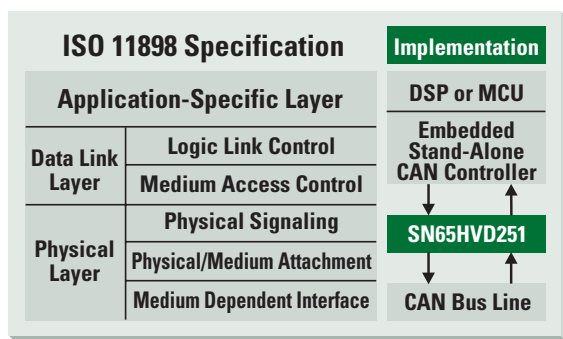 ISO 11898 Specification
Implementation
Application-Specific Layer
DSP or MCU
Data Link
Layer
Logic Link Control
Medium Access Control
Embedded
Stand-Alone
CAN Controller
Physical
Layer
Physical Signaling
Physical/Medium Attachment
Medium Dependent Interface
SN65HVD251
CAN Bus Line